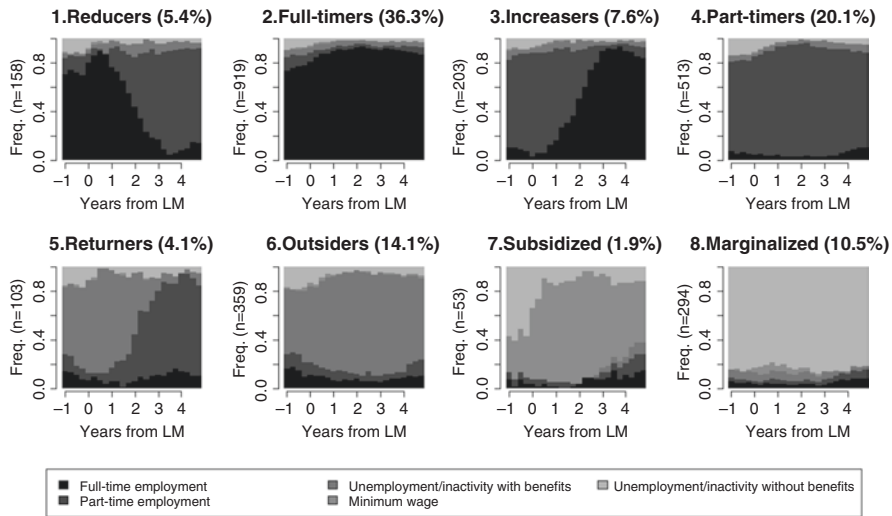 1.Reducers (5.4%)
2.Full-timers (36.3%)
3.Increasers (7.6%)
4.Part-timers (20.1%)
Freq. (n=158)
0.0 0.4 0.8
–1 0 1 2 3 4
Years from LM
Freq. (n=919)
0.0 0.4 0.8
–1 0 1 2 3 4
Years from LM
Freq. (n=203)
0.0 0.4 0.8
–1 0 1 2 3 4
Years from LM
Freq. (n=513)
0.0 0.4 0.8
–1 0 1 2 3 4
Years from LM
5.Returners (4.1%)
6.Outsiders (14.1%)
7.Subsidized (1.9%)
8.Marginalized (10.5%)
Freq. (n=103)
0.0 0.4 0.8
–1 0 1 2 3 4
Years from LM
Freq. (n=359)
0.0 0.4 0.8
–1 0 1 2 3 4
Years from LM
Freq. (n=53)
0.0 0.4 0.8
–1 0 1 2 3 4
Years from LM
Freq. (n=294)
0.0 0.4 0.8
–1 0 1 2 3 4
Years from LM
Full-time employment
Part-time employment
Unemployment/inactivity with benefits
Minimum wage
Unemployment/inactivity without benefits